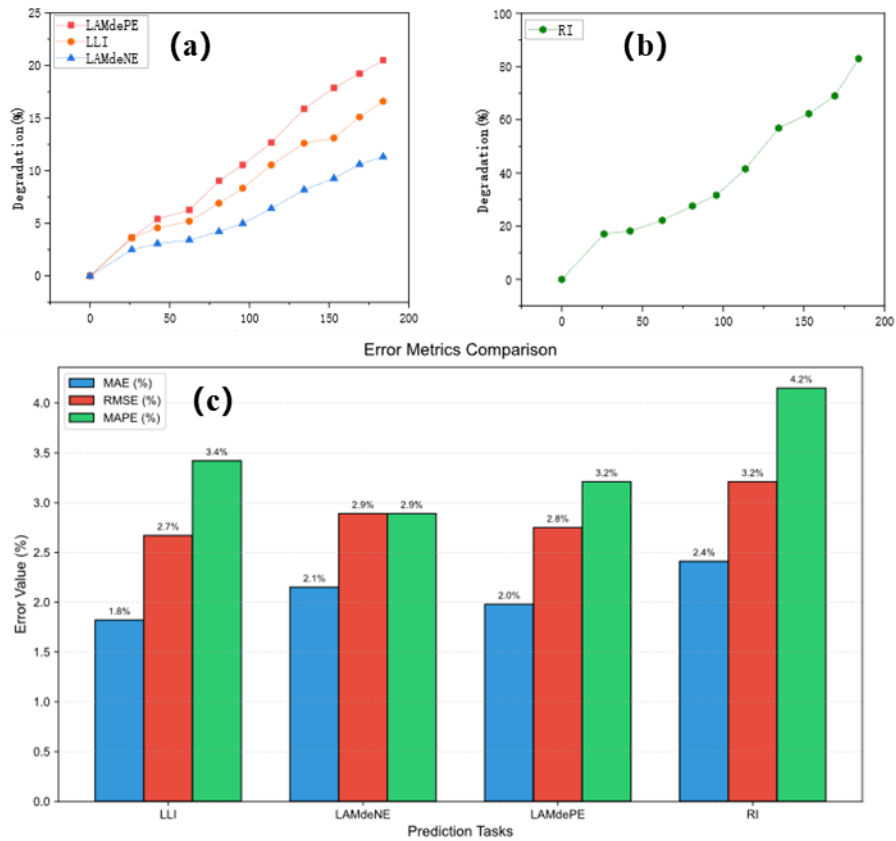 (a)
LAMdePE
LLI
LAMdeNE
Degradation(%)
25
20
15
10
5
0
0 50 100 150 200
(b)
RI
Degradation(%)
100
80
60
40
20
0
0 50 100 150 200
Error Metrics Comparison
(c)
MAE (%)
RMSE (%)
MAPE (%)
Error Value (%)
4.0
3.5
3.0
2.5
2.0
1.5
1.0
0.5
0.0
1.8% 2.7% 3.4%
2.1% 2.9% 2.9%
2.0% 2.8% 3.2%
2.4% 3.2% 4.2%
LLI LAMdeNE LAMdePE RI
Prediction Tasks